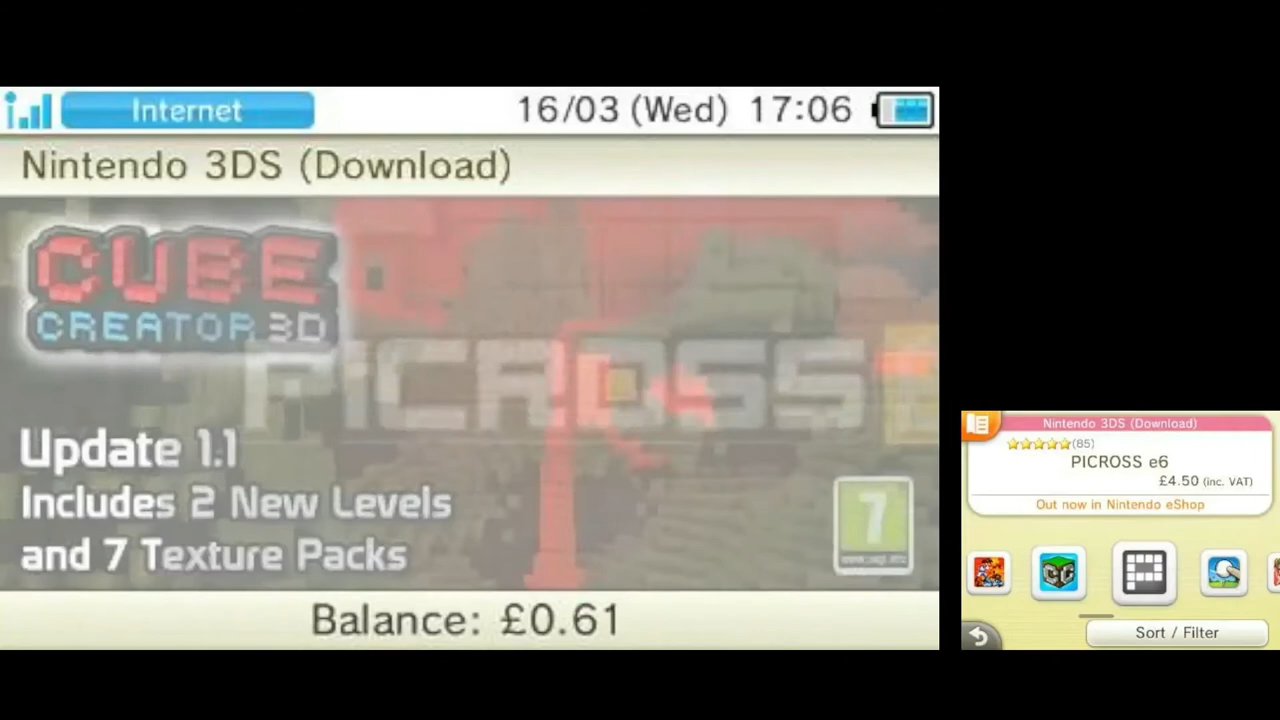 Internet
16/03 (Wed) 17:06
Nintendo 3DS (Download)
CUBE
CREATOR 3D
PICROSS
Update 1.1
Includes 2 New Levels
and 7 Texture Packs
7
Balance: £0.61
Nintendo 3DS (Download)
(85)
PICROSS e6
£4.50 (inc. VAT)
Out now in Nintendo eShop
Sort / Filter